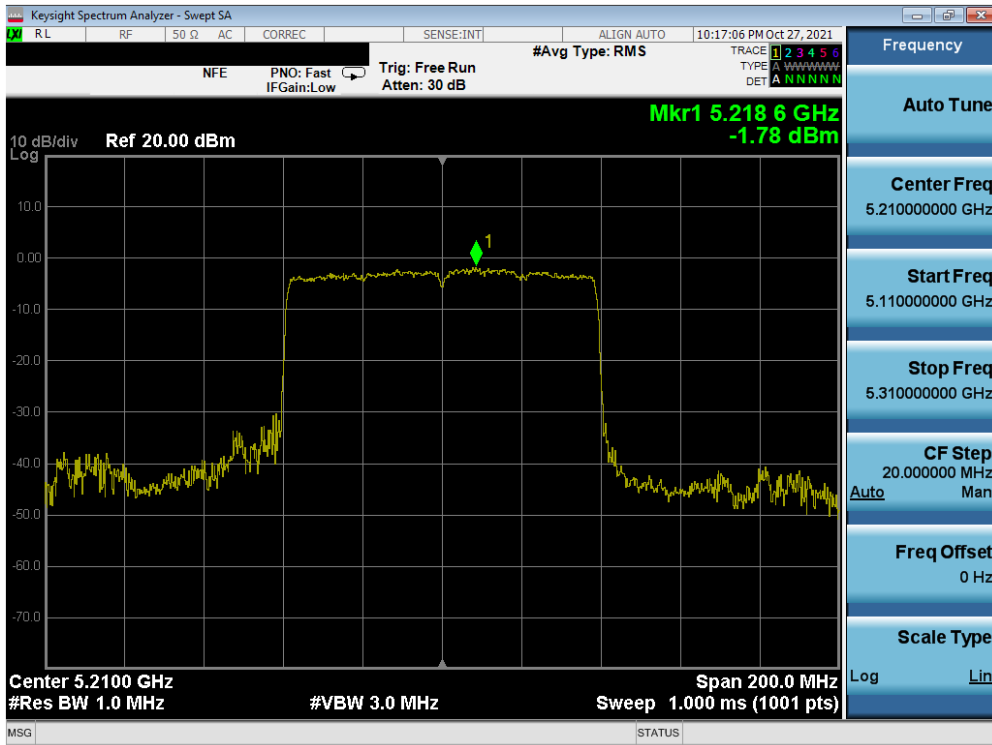 Keysight Spectrum Analyzer - Swept SA
LXI RL RF 50 Ω AC CORREC SENSE:INT ALIGN AUTO 10:17:06 PM Oct 27, 2021
NFE PNO: Fast IFGain:Low Trig: Free Run Atten: 30 dB #Avg Type: RMS
TRACE 1 2 3 4 5 6
TYPE A WWWWW
DET A N N N N N
Mkr1 5.218 6 GHz
-1.78 dBm
10 dB/div Ref 20.00 dBm
Log
10.0
1
0.00
-10.0
-20.0
-30.0
-40.0
-50.0
-60.0
-70.0
Center 5.2100 GHz Span 200.0 MHz
#Res BW 1.0 MHz #VBW 3.0 MHz Sweep 1.000 ms (1001 pts)
MSG STATUS
Frequency
Auto Tune
Center Freq
5.210000000 GHz
Start Freq
5.110000000 GHz
Stop Freq
5.310000000 GHz
CF Step
20.000000 MHz
Auto Man
Freq Offset
0 Hz
Scale Type
Log Lin